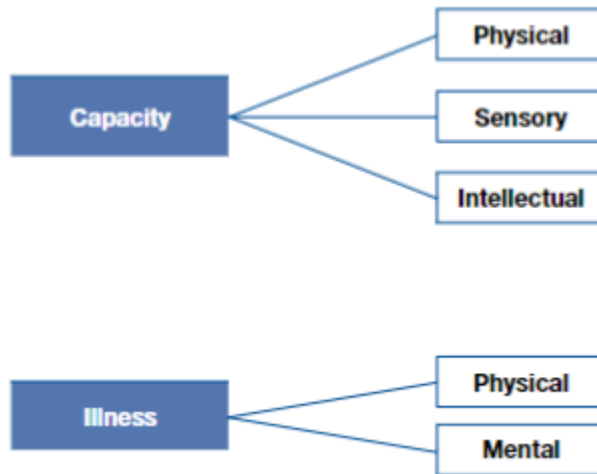 Physical
Capacity
Sensory
Intellectual
Physical
Illness
Mental